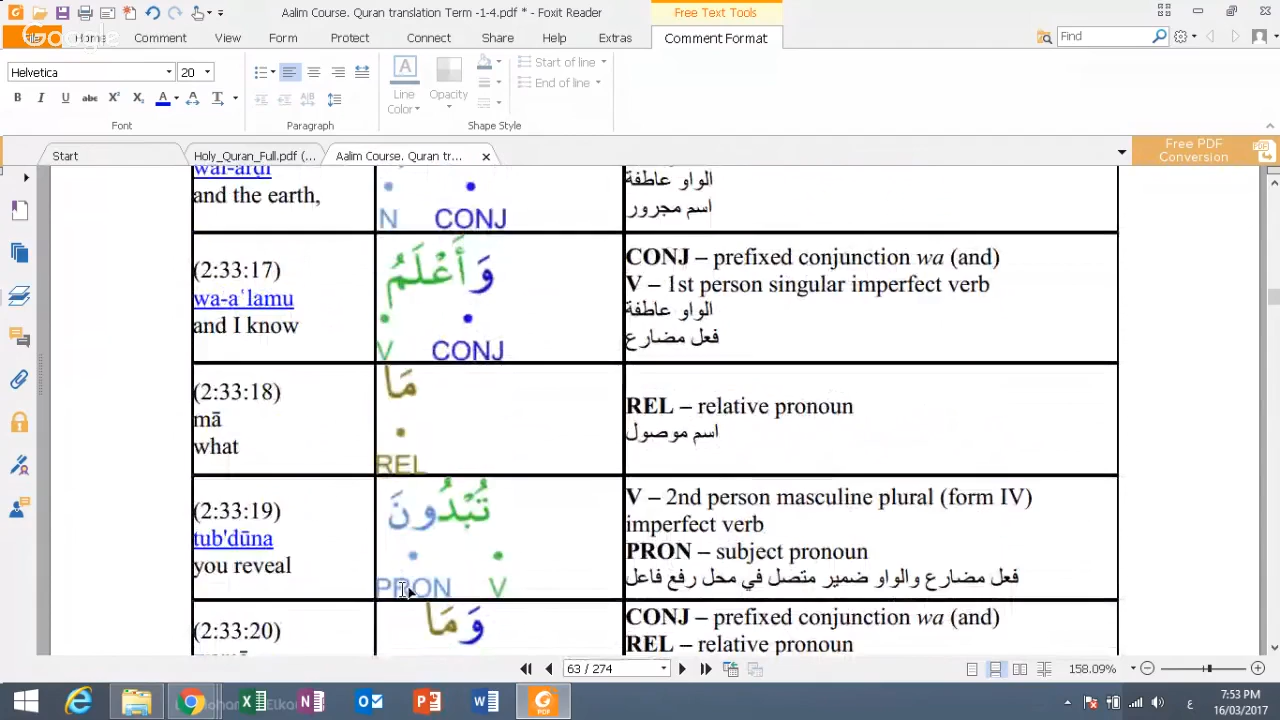 Aalim Course. Quran translation Term -1-4.pdf * - Foxit Reader
Free Text Tools
Google
Home Comment View Form Protect Connect Share Help Extras Comment Format
Find
Helvetica 20
Start of line
End of line
Line Color
Opacity
Font Paragraph Shape Style
Start
Holy_Quran_Full.pdf (...
Aalim Course. Quran tr...
Free PDF Conversion
wal-arḍi
and the earth,
N CONJ
الواو عاطفة
اسم مجرور
(2:33:17)
wa-aʿlamu
and I know
وَأَعْلَمُ
V CONJ
CONJ – prefixed conjunction wa (and)
V – 1st person singular imperfect verb
الواو عاطفة
فعل مضارع
(2:33:18)
mā
what
مَا
REL
REL – relative pronoun
اسم موصول
(2:33:19)
tub'dūna
you reveal
تُبْدُونَ
PRON V
V – 2nd person masculine plural (form IV)
imperfect verb
PRON – subject pronoun
فعل مضارع والواو ضمير متصل في محل رفع فاعل
(2:33:20)
وَمَا
CONJ – prefixed conjunction wa (and)
REL – relative pronoun
63 / 274
158.09%
7:53 PM
16/03/2017